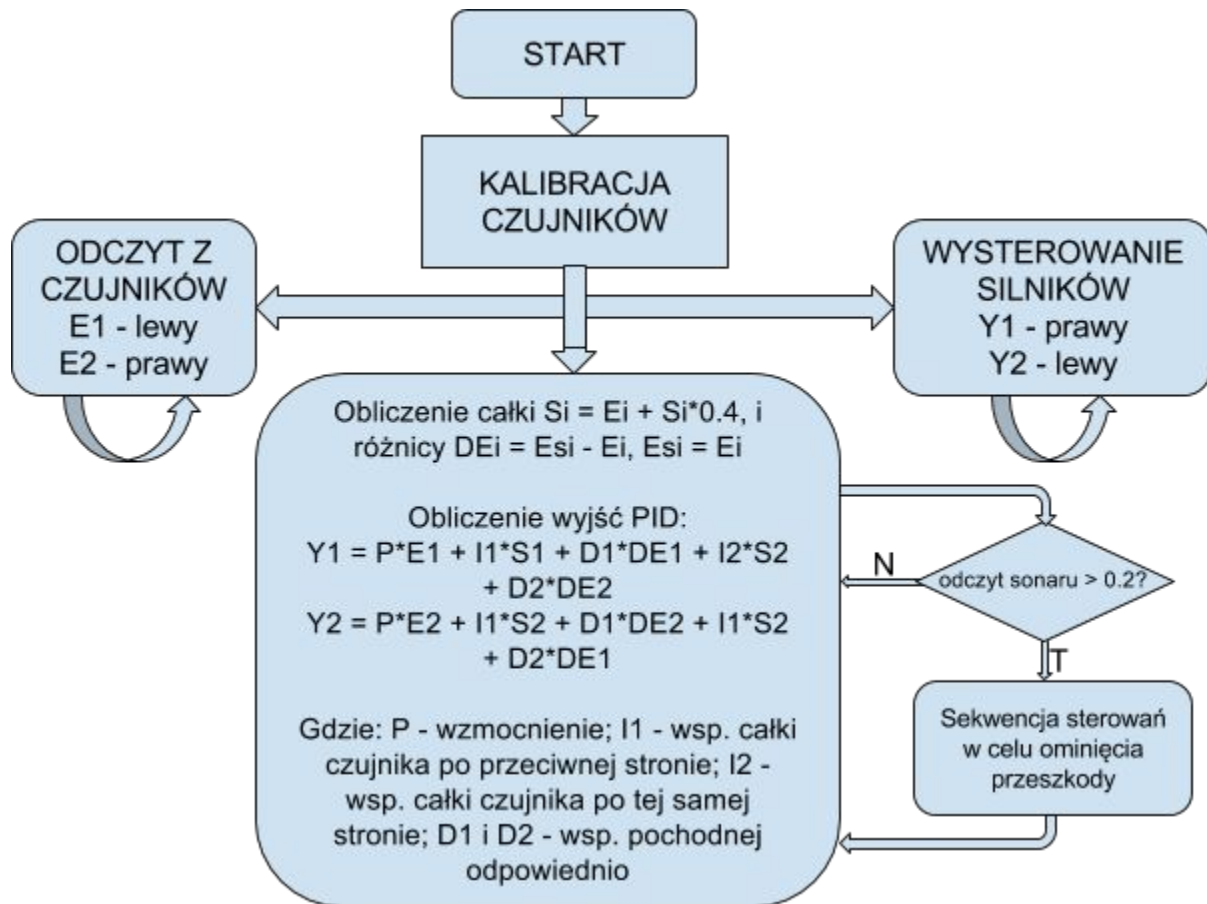 START
KALIBRACJA
CZUJNIKÓW
ODCZYT Z
CZUJNIKÓW
E1 - lewy
E2 - prawy
WYSTEROWANIE
SILNIKÓW
Y1 - prawy
Y2 - lewy
Obliczenie całki Si = Ei + Si*0.4, i
różnicy DEi = Esi - Ei, Esi = Ei
Obliczenie wyjść PID:
Y1 = P*E1 + I1*S1 + D1*DE1 + I2*S2
+ D2*DE2
Y2 = P*E2 + I1*S2 + D1*DE2 + I1*S2
+ D2*DE1
Gdzie: P - wzmocnienie; I1 - wsp. całki
czujnika po przeciwnej stronie; I2 -
wsp. całki czujnika po tej samej
stronie; D1 i D2 - wsp. pochodnej
odpowiednio
N
odczyt sonaru > 0.2?
T
Sekwencja sterowań
w celu ominięcia
przeszkody